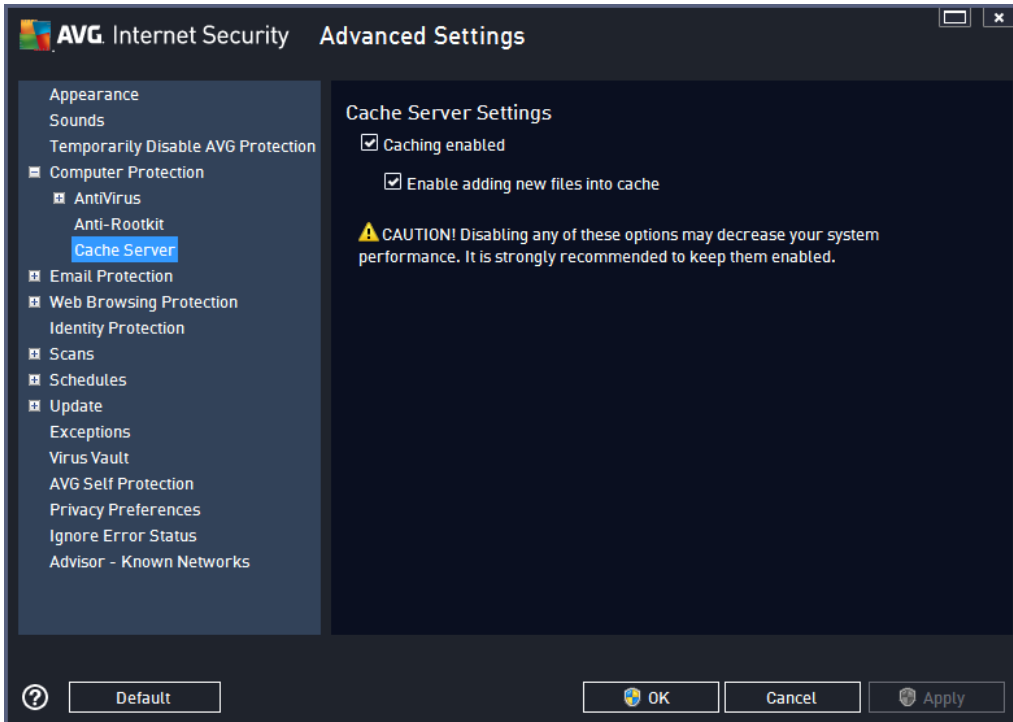 AVG. Internet Security Advanced Settings
Appearance
Sounds
Temporarily Disable AVG Protection
Computer Protection
AntiVirus
Anti-Rootkit
Cache Server
Email Protection
Web Browsing Protection
Identity Protection
Scans
Schedules
Update
Exceptions
Virus Vault
AVG Self Protection
Privacy Preferences
Ignore Error Status
Advisor - Known Networks
Cache Server Settings
Caching enabled
Enable adding new files into cache
CAUTION! Disabling any of these options may decrease your system
performance. It is strongly recommended to keep them enabled.
? Default OK Cancel Apply